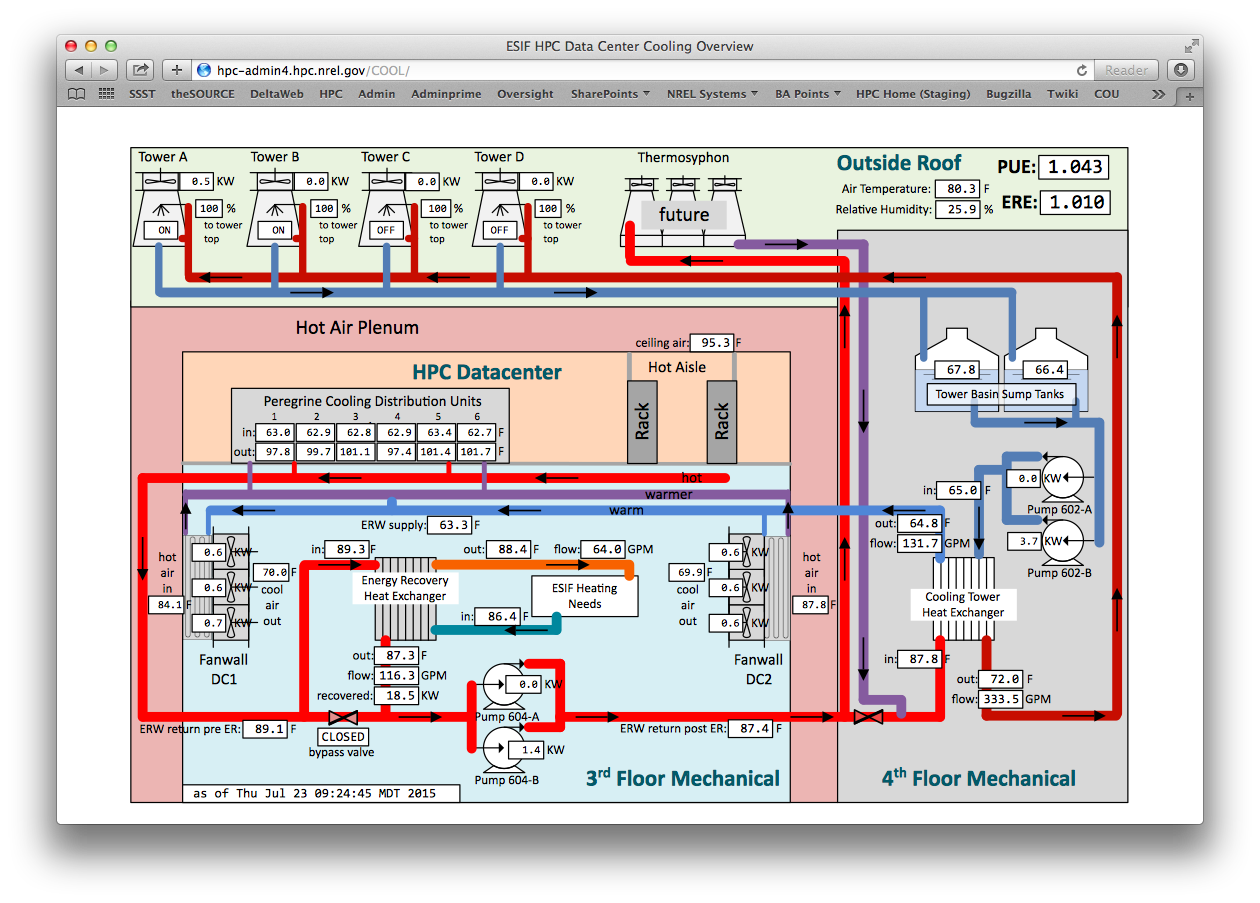 ESIF HPC Data Center Cooling Overview
hpc-admin4.hpc.nrel.gov/COOL/
Reader
SSST theSOURCE DeltaWeb HPC Admin Adminprime Oversight SharePoints NREL Systems BA Points HPC Home (Staging) Bugzilla Twiki COU
Tower A Tower B Tower C Tower D Thermosyphon
Outside Roof
PUE: 1.043
Air Temperature: 80.3 F
ERE: 1.010
Relative Humidity: 25.9 %
0.5 KW 0.0 KW 0.0 KW 0.0 KW
100 % 100 % 100 % 100 %
to tower top to tower top to tower top to tower top
ON ON OFF OFF
future
Hot Air Plenum
ceiling air: 95.3 F
HPC Datacenter
Hot Aisle
Rack Rack
Peregrine Cooling Distribution Units
1 2 3 4 5 6
in: 63.0 62.9 62.8 62.9 63.4 62.7 F
out: 97.8 99.7 101.1 97.4 101.4 101.7 F
67.8 66.4
Tower Basin Sump Tanks
hot
warmer
warm
ERW supply: 63.3 F
in: 65.0 F
0.0 KW
Pump 602-A
out: 64.8 F
flow: 131.7 GPM
3.7 KW
Pump 602-B
hot air in
84.1 F
0.6 KW
0.6 KW
0.7 KW
70.0 F
cool air out
Fanwall DC1
in: 89.3 F
out: 88.4 F
flow: 64.0 GPM
Energy Recovery
Heat Exchanger
ESIF Heating
Needs
in: 86.4 F
69.9 F
cool air out
0.6 KW
0.6 KW
0.6 KW
Fanwall DC2
hot air in
87.8 F
Cooling Tower
Heat Exchanger
out: 87.3 F
flow: 116.3 GPM
recovered: 18.5 KW
in: 87.8 F
out: 72.0 F
flow: 333.5 GPM
0.0 KW
Pump 604-A
1.4 KW
Pump 604-B
ERW return pre ER: 89.1 F
CLOSED
bypass valve
ERW return post ER: 87.4 F
3rd Floor Mechanical
4th Floor Mechanical
as of Thu Jul 23 09:24:45 MDT 2015